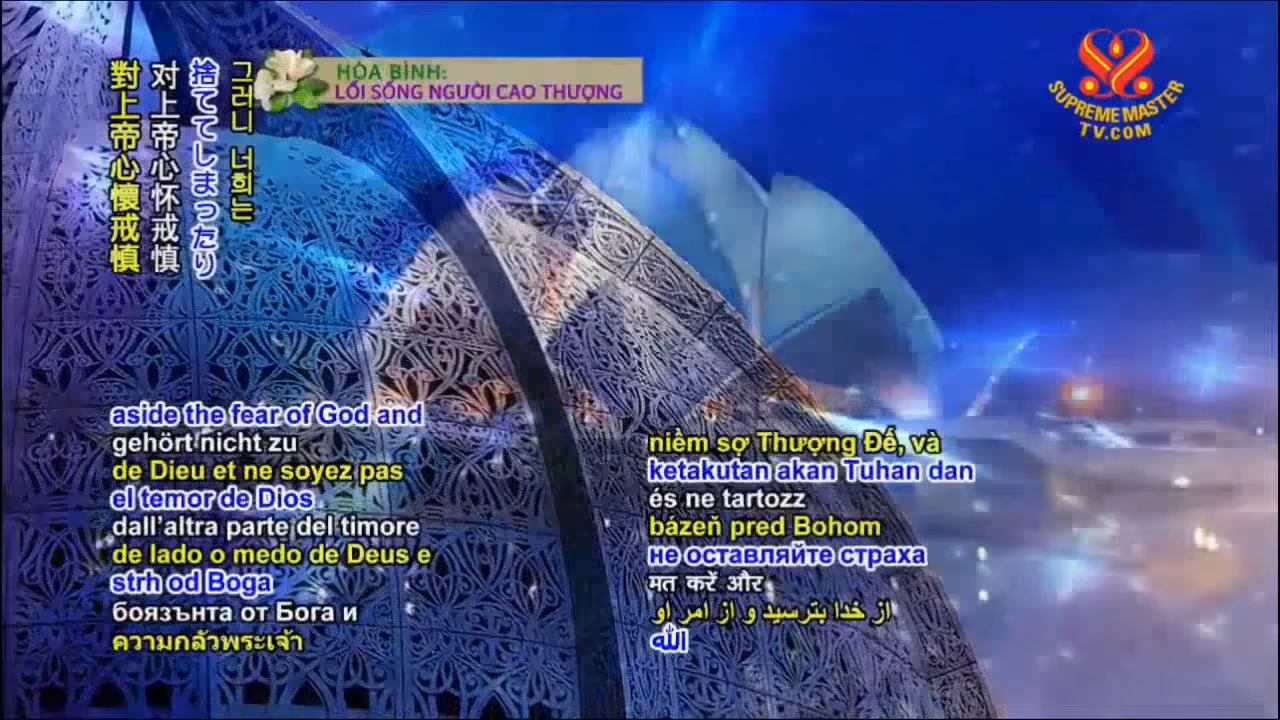 HÒA BÌNH:
LỐI SỐNG NGƯỜI CAO THƯỢNG
SUPREME MASTER
TV.COM
그러니 너희는
捨ててしまったり
对上帝心怀戒慎
對上帝心懷戒慎
aside the fear of God and
gehört nicht zu
de Dieu et ne soyez pas
el temor de Dios
dall’altra parte del timore
de lado o medo de Deus e
strh od Boga
боязънта от Бога и
ความกลัวพระเจ้า
niềm sợ Thượng Đế, và
ketakutan akan Tuhan dan
és ne tartozz
bázeň pred Bohom
не оставляйте страха
मत करें और
از خدا بترسید و از امر او
الله